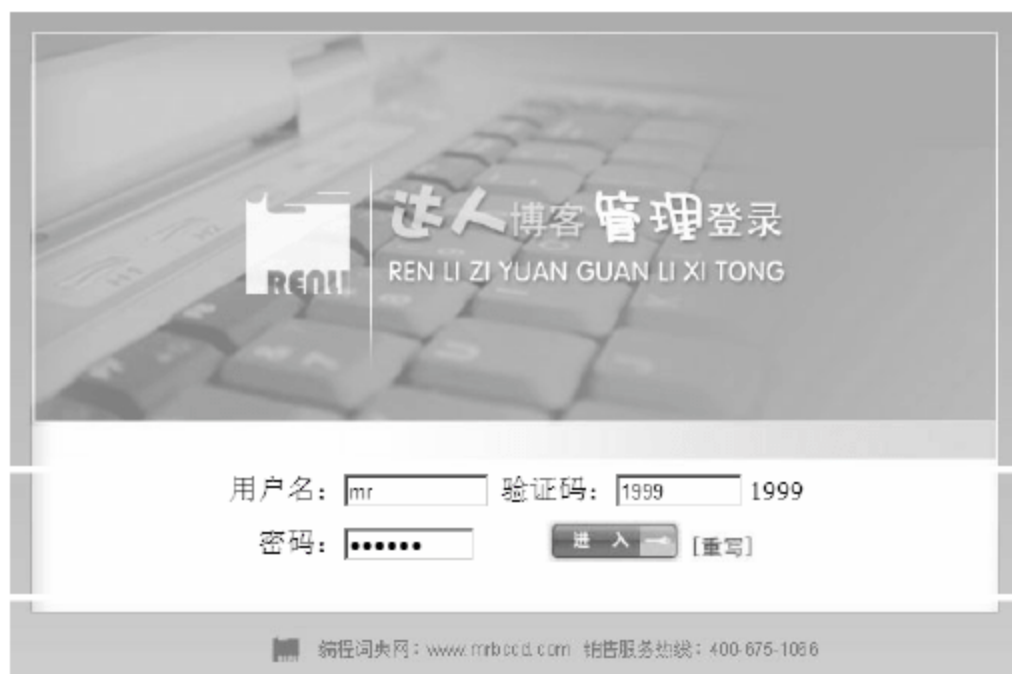 达人博客管理登录
RENLI
REN LI ZI YUAN GUAN LI XI TONG
用户名： mr 验证码： 1999 1999
密码： •••••• 进 入 [重写]
编程词典网：www.mrbccd.com 销售服务热线：400-675-1066